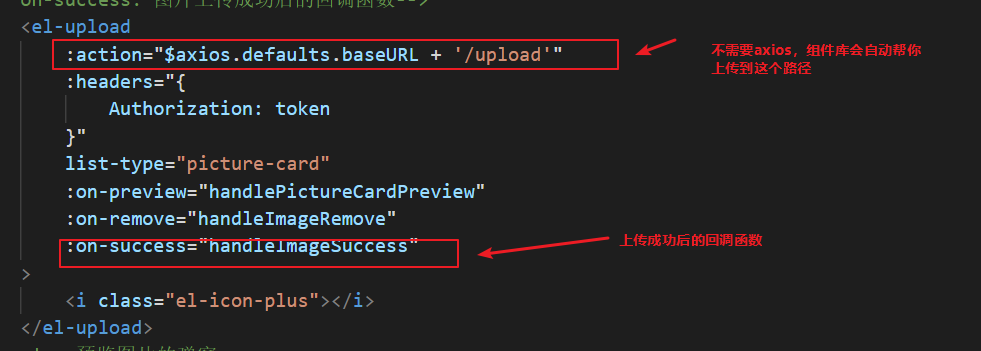 on-success: 图片上传成功后的回调函数-->
<el-upload
:action="$axios.defaults.baseURL + '/upload'"
不需要axios，组件库会自动帮你
上传到这个路径
:headers="{
Authorization: token
}"
list-type="picture-card"
:on-preview="handlePictureCardPreview"
:on-remove="handleImageRemove"
:on-success="handleImageSuccess"
上传成功后的回调函数
>
<i class="el-icon-plus"></i>
</el-upload>
预览图片的弹窗